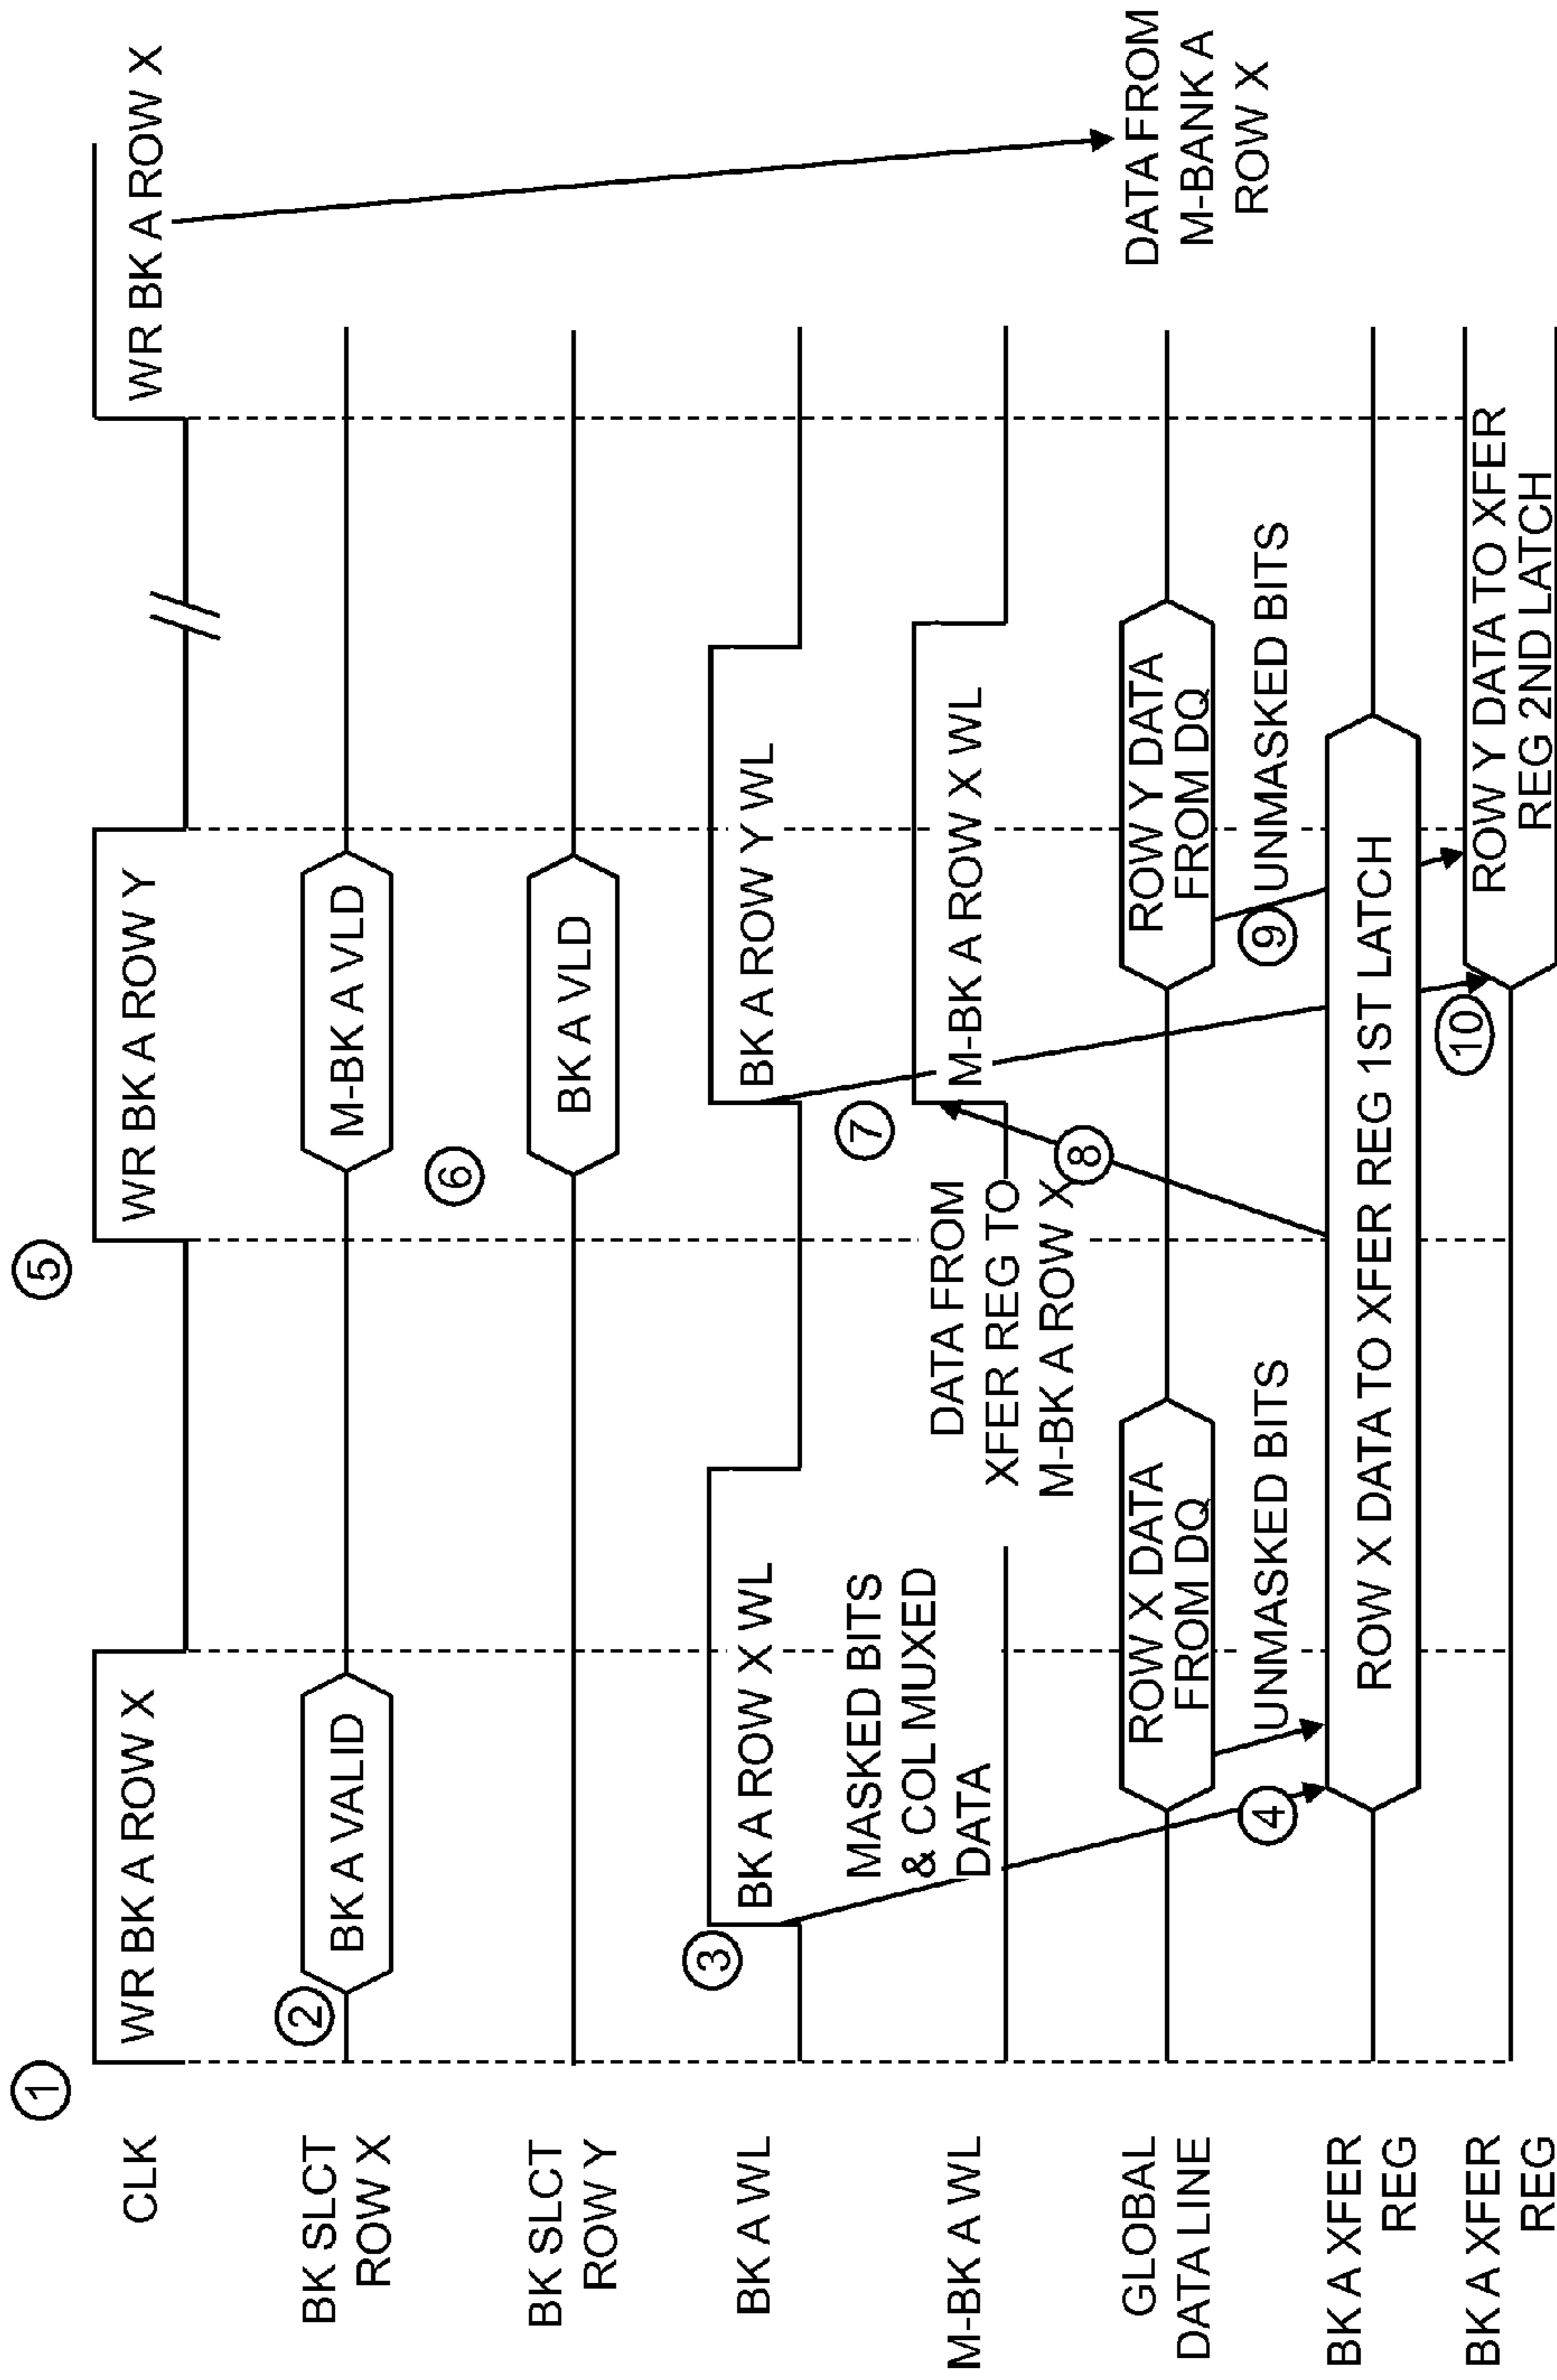 1
5
CLK
WR BK A ROW X
WR BK A ROW Y
WR BK A ROW X
BK SLCT
ROW X
2
BK A VALID
M-BK A VLD
6
BK SLCT
ROW Y
BK A VLD
BK A WL
3
BK A ROW X WL
BK A ROW Y WL
7
M-BK A WL
MASKED BITS
& COL MUXED
DATA
DATA FROM
XFER REG TO
M-BK A ROW X
8
M-BK A ROW X WL
GLOBAL
DATA LINE
ROW X DATA
FROM DQ
ROW Y DATA
FROM DQ
DATA FROM
M-BANK A
ROW X
4
UNMASKED BITS
9
UNMASKED BITS
BK A XFER
REG
ROW X DATA TO XFER REG 1ST LATCH
BK A XFER
REG
10
ROW Y DATA TO XFER
REG 2ND LATCH